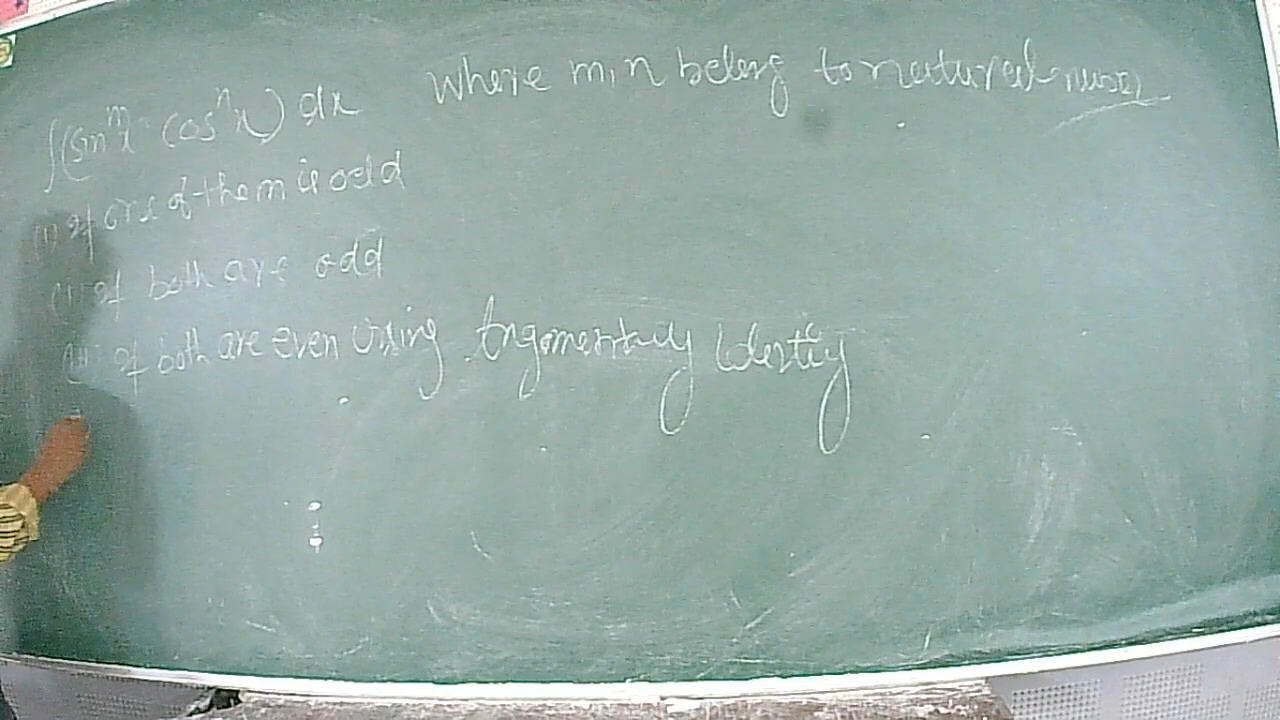 Where m, n belong to natural number
∫(sin^m x cos^n x) dx
(i) If one of them is odd
(ii) If both are odd
(iii) If both are even using trigonometry Identity